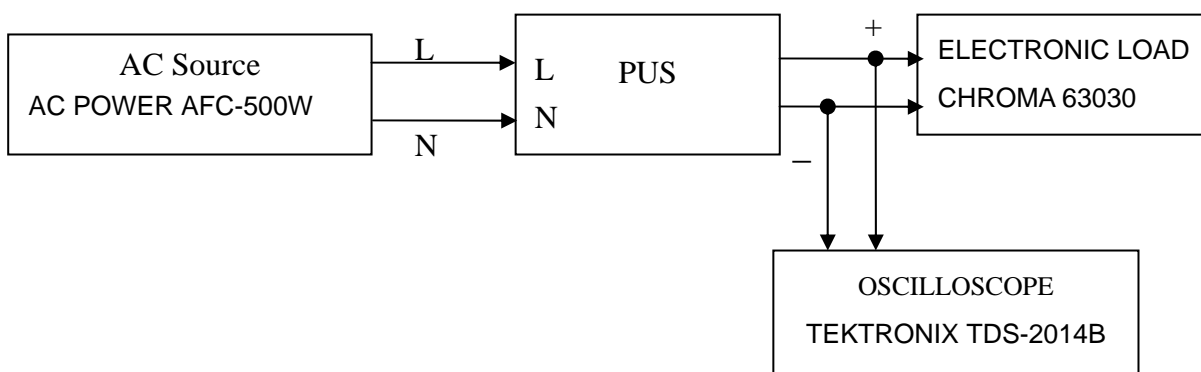 AC Source
AC POWER AFC-500W
L
N
L
N
PUS
+
−
ELECTRONIC LOAD
CHROMA 63030
OSCILLOSCOPE
TEKTRONIX TDS-2014B